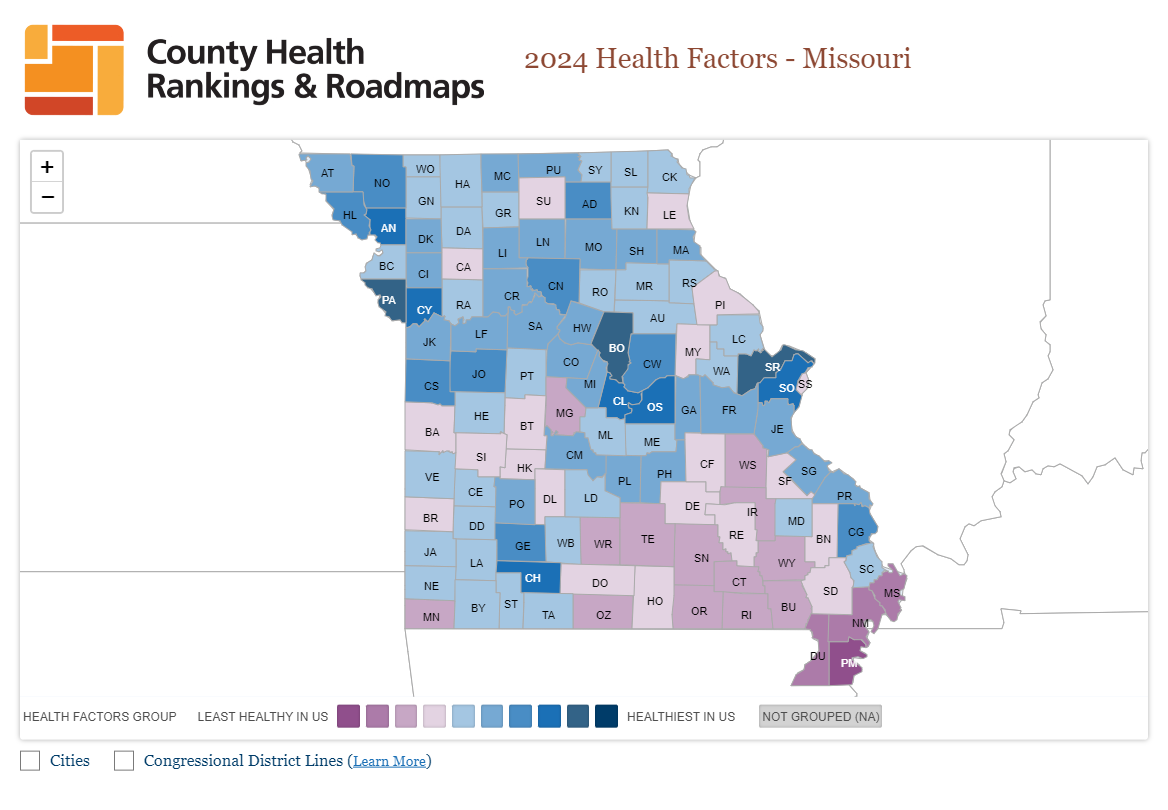 County Health
Rankings & Roadmaps
2024 Health Factors - Missouri
+
−
AT NO WO HA MC PU SY SL CK
HL AN GN GR SU AD KN LE
DK DA LI LN MO SH MA
BC CI CA CR CN RO MR RS PI
PA CY RA AU
JK LF SA HW BO CW MY LC
CS JO PT CO MI WA SR
CL OS GA FR SO SS
BA HE BT MG ML ME JE
SI HK CM CF WS SF SG
VE CE PO DL LD PL PH DE IR PR
BR DD MD
JA LA GE WB WR TE RE BN CG
NE CH DO SN WY SC
MN BY ST TA OZ HO OR CT RI BU SD MS
NM
DU PM
HEALTH FACTORS GROUP LEAST HEALTHY IN US HEALTHIEST IN US NOT GROUPED (NA)
Cities Congressional District Lines (Learn More)